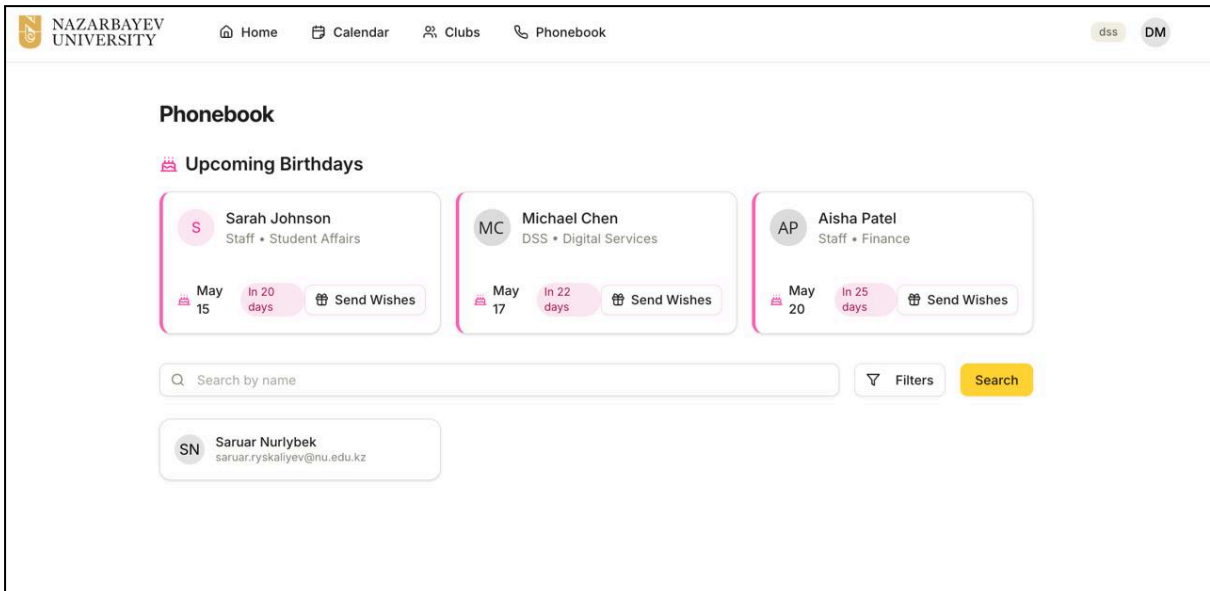 NAZARBAYEV
UNIVERSITY
Home Calendar Clubs Phonebook
dss DM
Phonebook
Upcoming Birthdays
S
Sarah Johnson
Staff • Student Affairs
May
15
In 20
days
Send Wishes
MC
Michael Chen
DSS • Digital Services
May
17
In 22
days
Send Wishes
AP
Aisha Patel
Staff • Finance
May
20
In 25
days
Send Wishes
Search by name
Filters
Search
SN
Saruar Nurlybek
saruar.ryskaliyev@nu.edu.kz